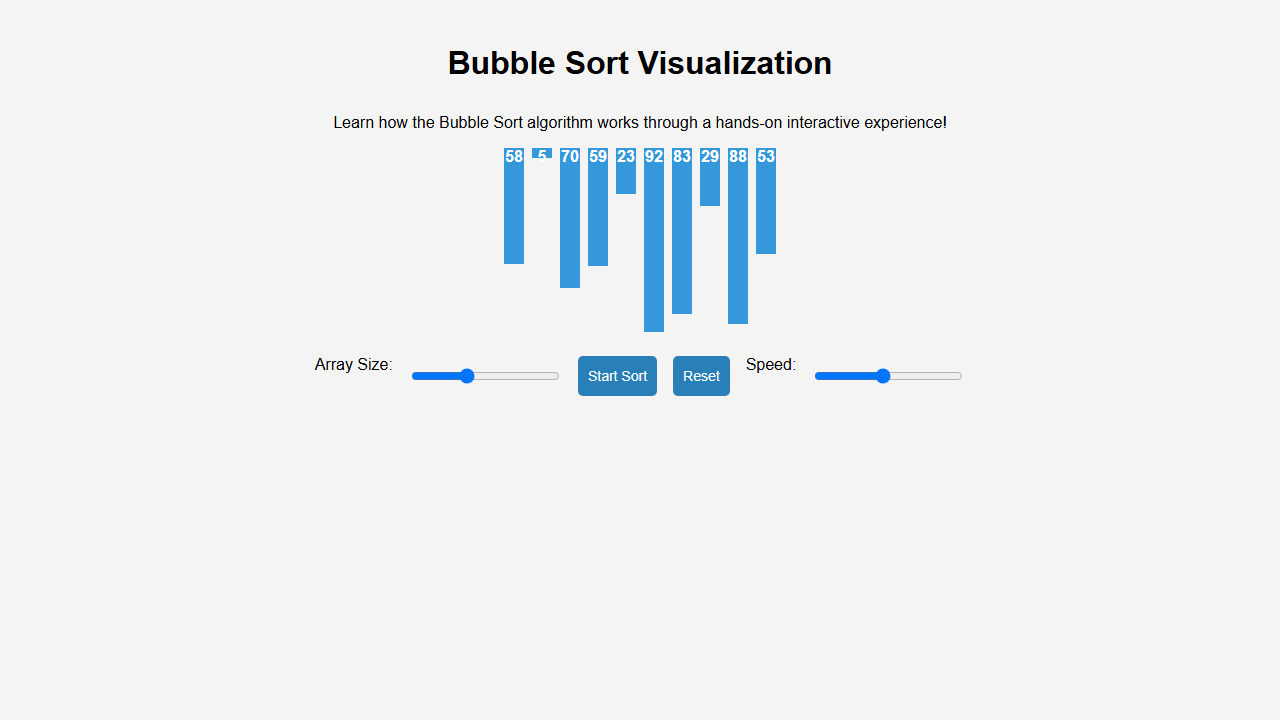 Bubble Sort Visualization
Learn how the Bubble Sort algorithm works through a hands-on interactive experience!
58 5 70 59 23 92 83 29 88 53
Array Size: Start Sort Reset Speed: